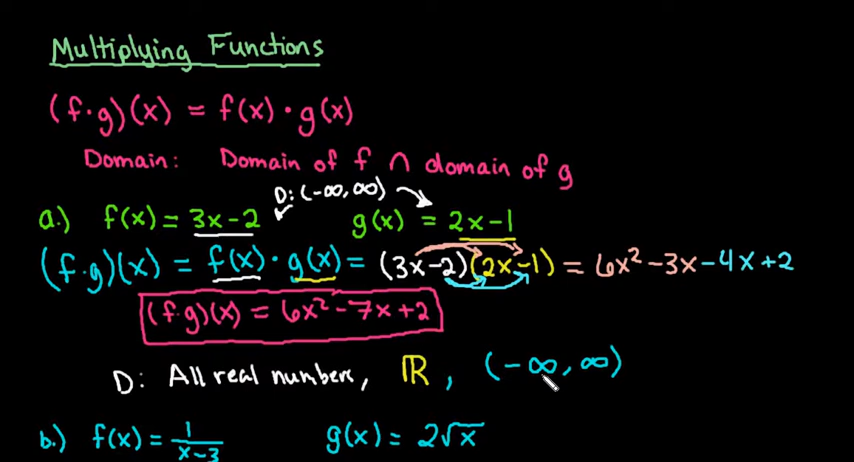 Multiplying Functions
(f·g)(x) = f(x) · g(x)
Domain: Domain of f ∩ domain of g
D: (-∞, ∞)
a.) f(x) = 3x-2 g(x) = 2x-1
(f·g)(x) = f(x) · g(x) = (3x-2)(2x-1) = 6x² - 3x - 4x + 2
(f·g)(x) = 6x² - 7x + 2
D: All real numbers, ℝ, (-∞, ∞)
b.) f(x) = 1/(x-3) g(x) = 2√x